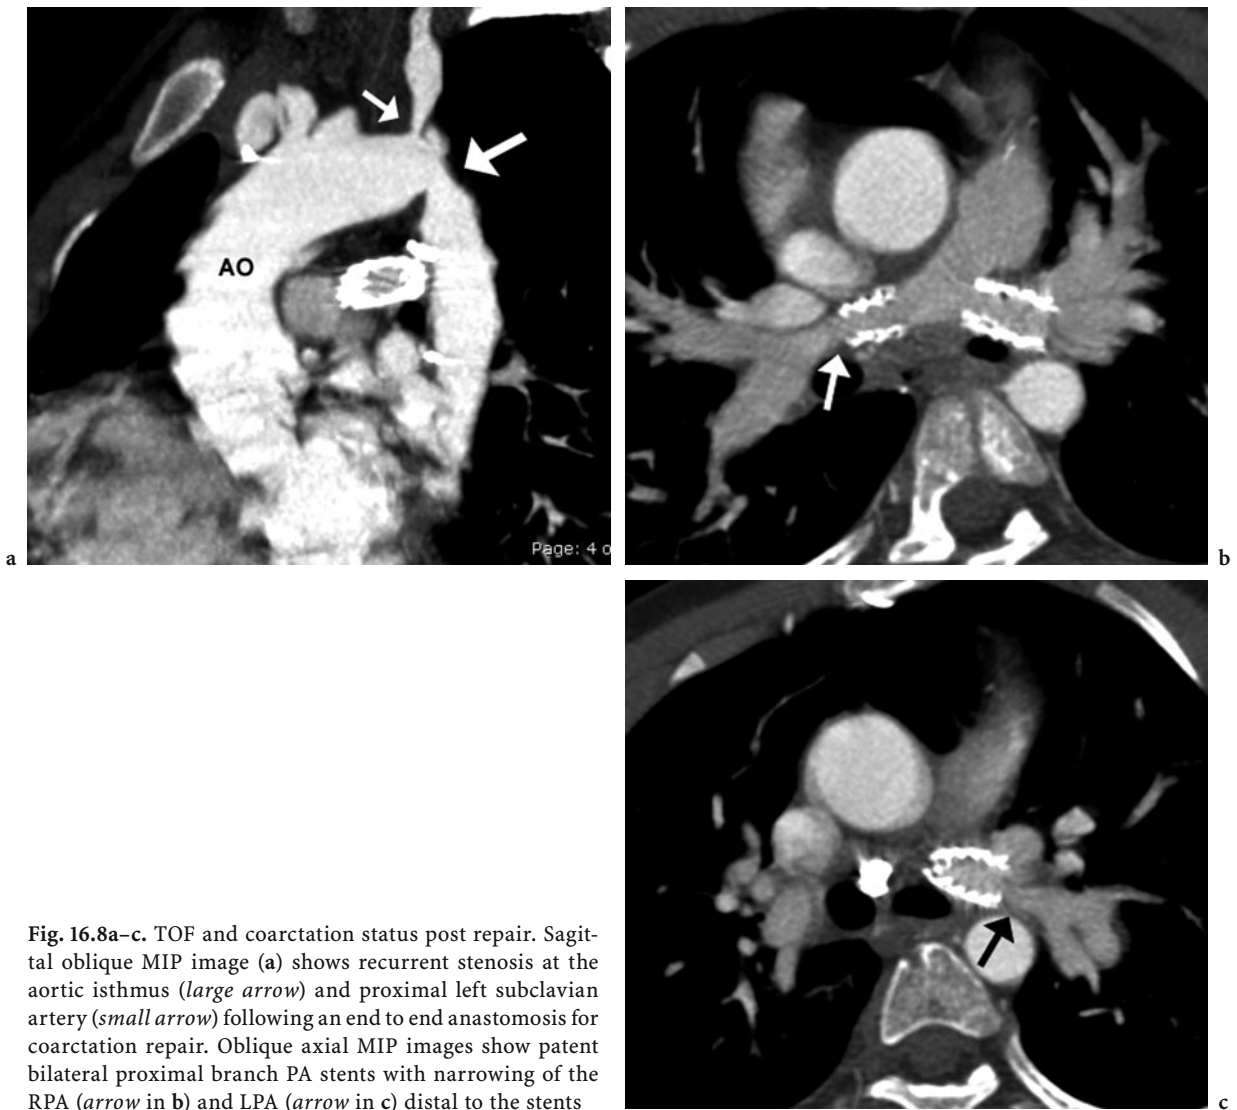 AO
Page: 4 o
a
b
c
Fig. 16.8a–c. TOF and coarctation status post repair. Sagit-
tal oblique MIP image (a) shows recurrent stenosis at the
aortic isthmus (large arrow) and proximal left subclavian
artery (small arrow) following an end to end anastomosis for
coarctation repair. Oblique axial MIP images show patent
bilateral proximal branch PA stents with narrowing of the
RPA (arrow in b) and LPA (arrow in c) distal to the stents